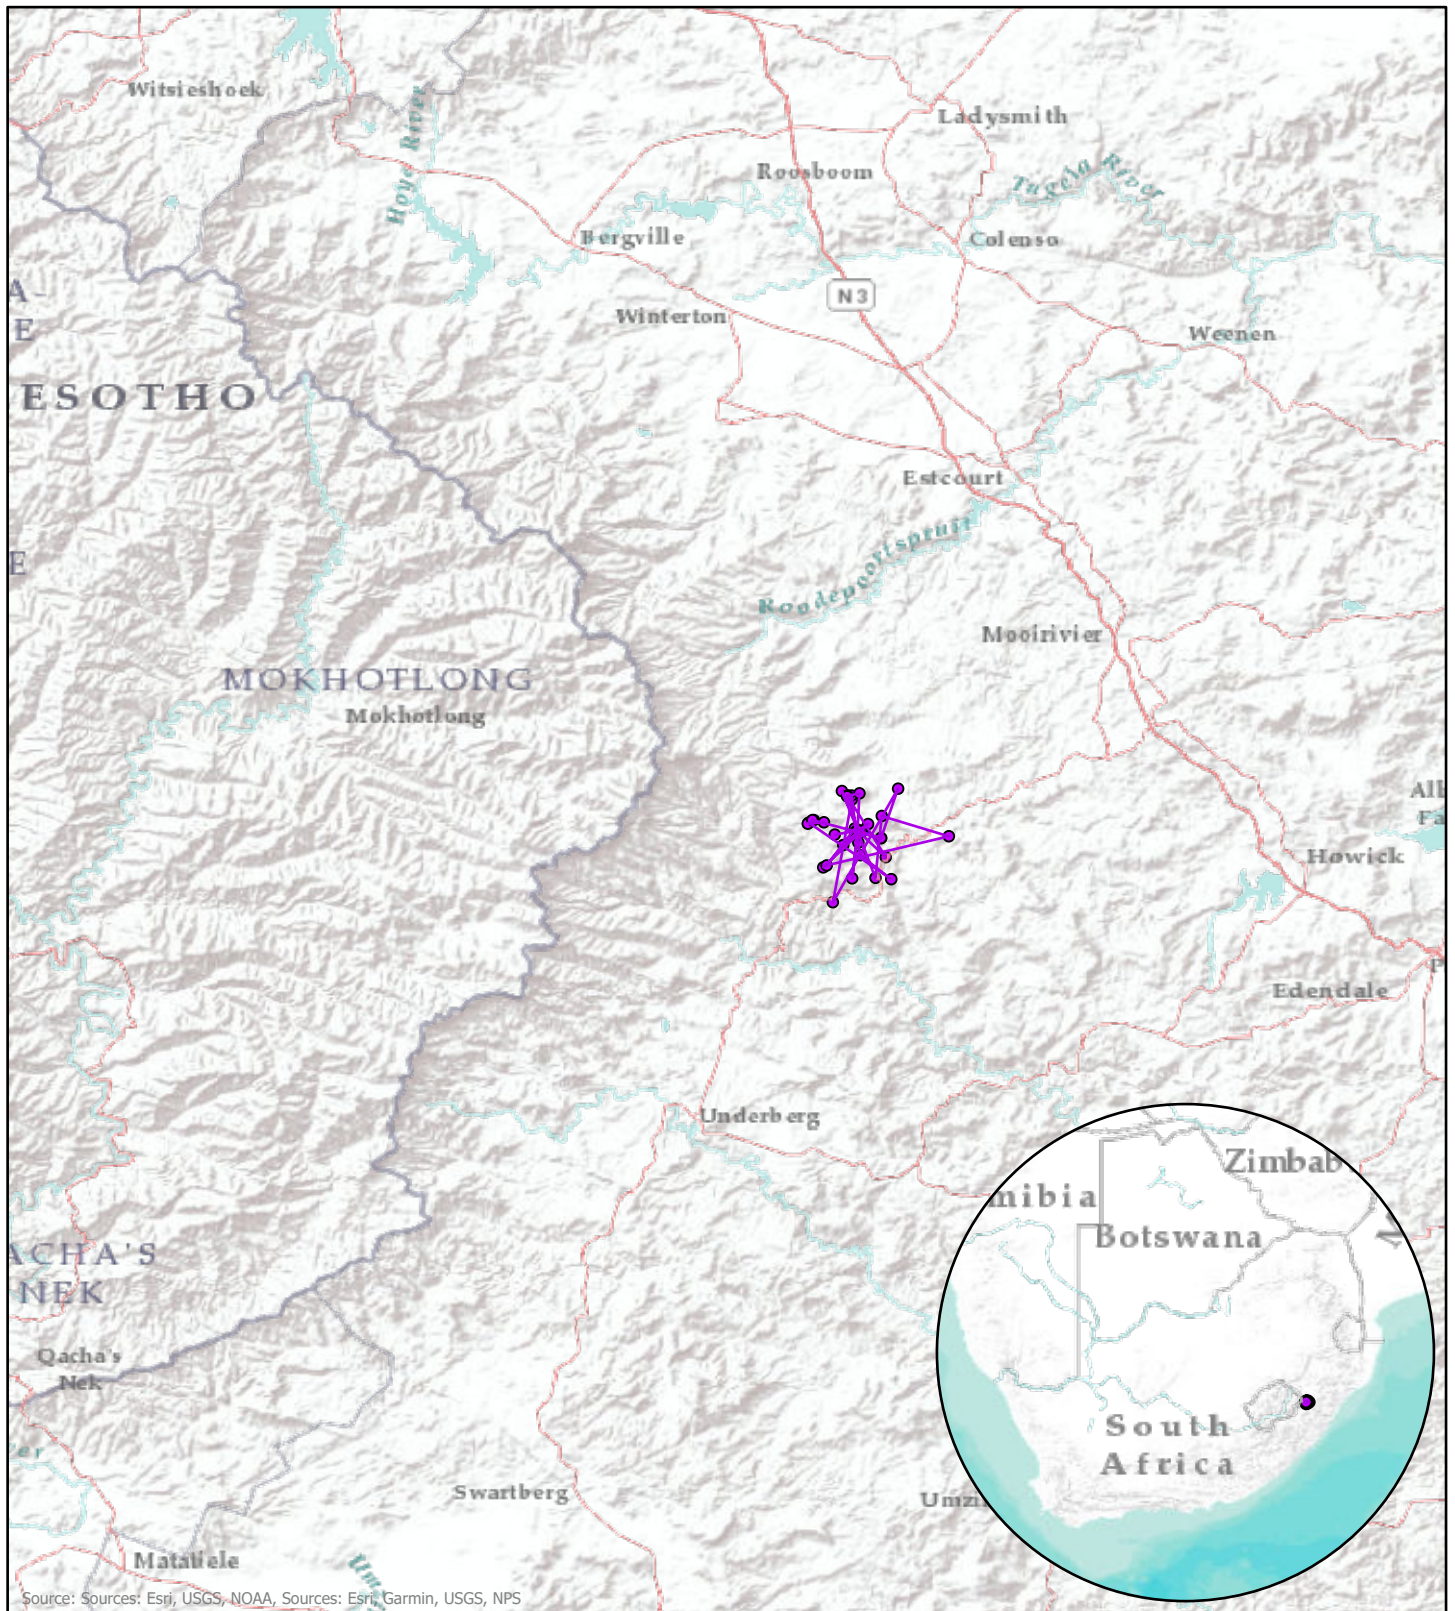 Witsieshoek
Hoye River
Ladysmith
Roosboom
Tugela River
Bergville
Colenso
A-
E
N3
Winterton
Weenen
ESOTHO
Estcourt
Roodepoortspruit
E
Mooirivier
MOKHOTLONG
Mokhotlong
Howick
Edendale
Underberg
Zimbab
mibia
Botswana
ACHA'S
NEK
Qacha's
Nek
South
Africa
Swartberg
Umzi
Matatiele
Source: Sources: Esri, USGS, NOAA, Sources: Esri, Garmin, USGS, NPS